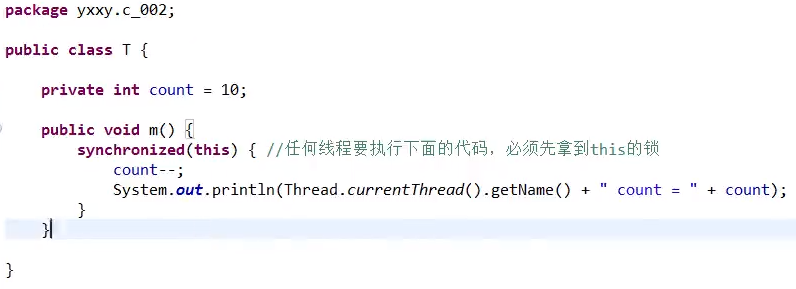 package yxxy.c_002;
public class T {
private int count = 10;
public void m() {
synchronized(this) { //任何线程要执行下面的代码，必须先拿到this的锁
count--;
System.out.println(Thread.currentThread().getName() + " count = " + count);
}
}
}